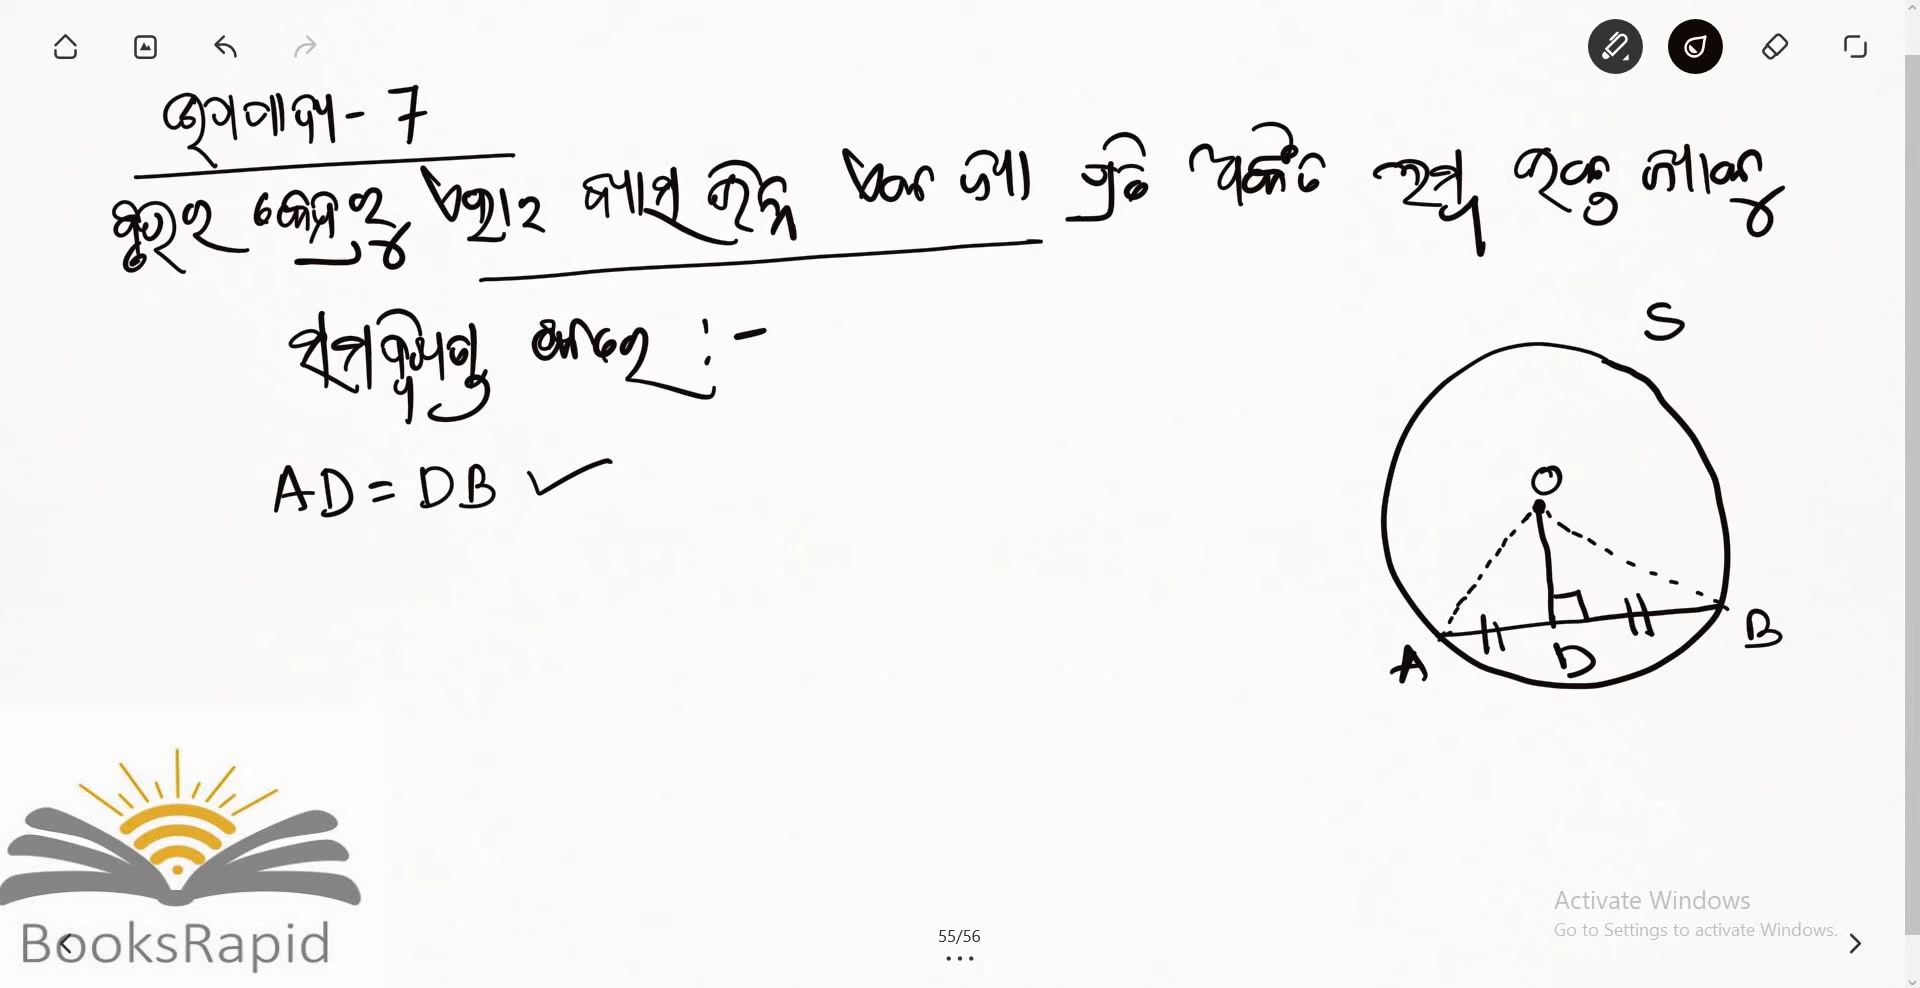 ଉପପାଦ୍ୟ - 7
ବୃତ୍ତର କେନ୍ଦ୍ରରୁ ଏହାର ବ୍ୟାସ ଭିନ୍ନ ଏକ ଜ୍ୟା ପ୍ରତି ଅଙ୍କିତ ଲମ୍ବ ଉକ୍ତ ଜ୍ୟାକୁ
ସମଦ୍ବିଖଣ୍ଡ କରେ :-
S
AD = DB ✓
O
A
D
B
BooksRapid
55/56
Activate Windows
Go to Settings to activate Windows.